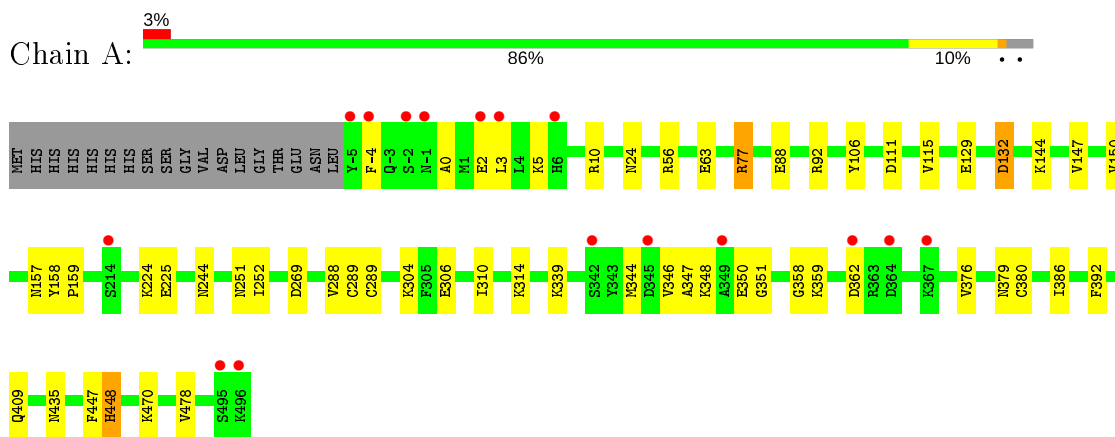 3%
Chain A:
86% 10% • •
MET HIS HIS HIS HIS HIS HIS SER SER GLY VAL ASP LEU GLY THR GLU ASN LEU Y-5 F-4 Q-3 S-2 N-1 A0 M1 E2 L3 L4 K5 H6 R10 N24 R56 E63 R77 E88 R92 Y106 D111 V115 E129 D132 K144 V147
N157 Y158 P159 S214 K224 E225 N244 N251 I252 D269 V288 C289 C289 K304 F305 E306 I310 K314 K339 S342 Y343 M344 D345 V346 A347 K348 A349 E350 G351 G358 K359 D362 R363 D364 K367 V376 N379 C380 I386 F392
Q409 N435 F447 H448 K470 V478 S495 K496